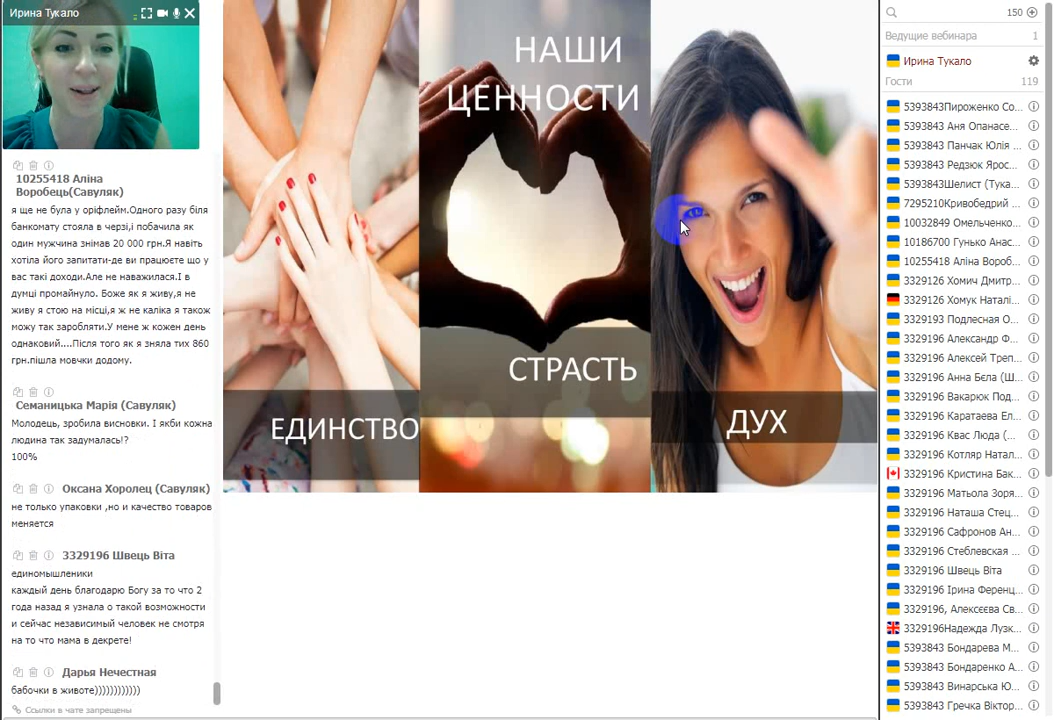 Ирина Тукало
10255418 Аліна
Воробець(Савуляк)
я ще не була у оріфлейм.Одного разу біля
банкомату стояла в черзі,і побачила як
один мужчина знімав 20 000 грн.Я навіть
хотіла його запитати-де ви працюєте що у
вас такі доходи.Але не наважилася.І в
думці промайнуло. Боже як я живу,я не
живу я стою на місці,я ж не каліка я також
можу так заробляти.У мене ж кожен день
однаковий....Після того як я зняла тих 860
грн.пішла мовчки додому.
Семаницька Марія (Савуляк)
Молодець, зробила висновки. І якби кожна
людина так задумалась!?
100%
Оксана Хоролец (Савуляк)
не только упаковки ,но и качество товаров
меняется
3329196 Швець Віта
единомышленики
каждый день благодарю Богу за то что 2
года назад я узнала о такой возможности
и сейчас независимый человек не смотря
на то что мама в декрете!
Дарья Нечестная
бабочки в животе))))))))))))
Ссылки в чате запрещены
НАШИ
ЦЕННОСТИ
ЕДИНСТВО
СТРАСТЬ
ДУХ
150
Ведущие вебинара 1
Ирина Тукало
Гости 119
5393843Пироженко Со...
5393843 Аня Опанасе...
5393843 Панчак Юлія ...
5393843 Редзюк Ярос...
5393843Шелист (Тука...
7295210Кривобедрий ...
10032849 Омельченко...
10186700 Гунько Анас...
10255418 Аліна Вороб...
3329126 Хомич Дмитр...
3329126 Хомук Наталі...
3329193 Подлесная О...
3329196 Александр Ф...
3329196 Алексей Треп...
3329196 Анна Бєла (Ш...
3329196 Вакарюк Под...
3329196 Каратаева Ел...
3329196 Квас Люда (...
3329196 Котляр Натал...
3329196 Кристина Бак...
3329196 Матьола Зоря...
3329196 Наташа Стец...
3329196 Сафронов Ан...
3329196 Стеблевская ...
3329196 Швець Віта
3329196 Ірина Ференц...
3329196, Алексєєва Св...
3329196Надежда Лузк...
5393843 Бондарева М...
5393843 Бондаренко А...
5393843 Винарська Ю...
5393843 Гречка Віктор...